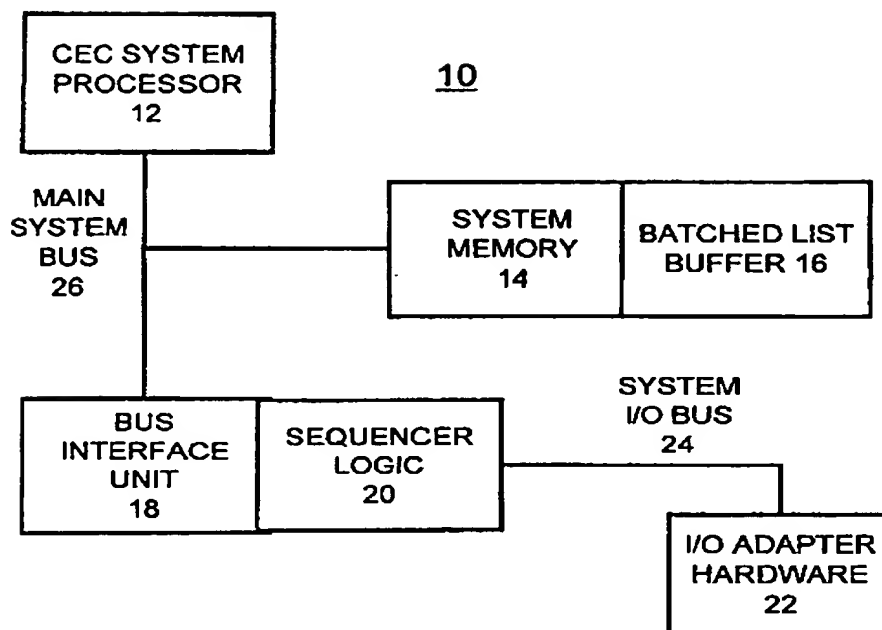 CEC SYSTEM
PROCESSOR
12
10
MAIN
SYSTEM
BUS
26
SYSTEM
MEMORY
14
BATCHED LIST
BUFFER 16
BUS
INTERFACE
UNIT
18
SEQUENCER
LOGIC
20
SYSTEM
I/O BUS
24
I/O ADAPTER
HARDWARE
22